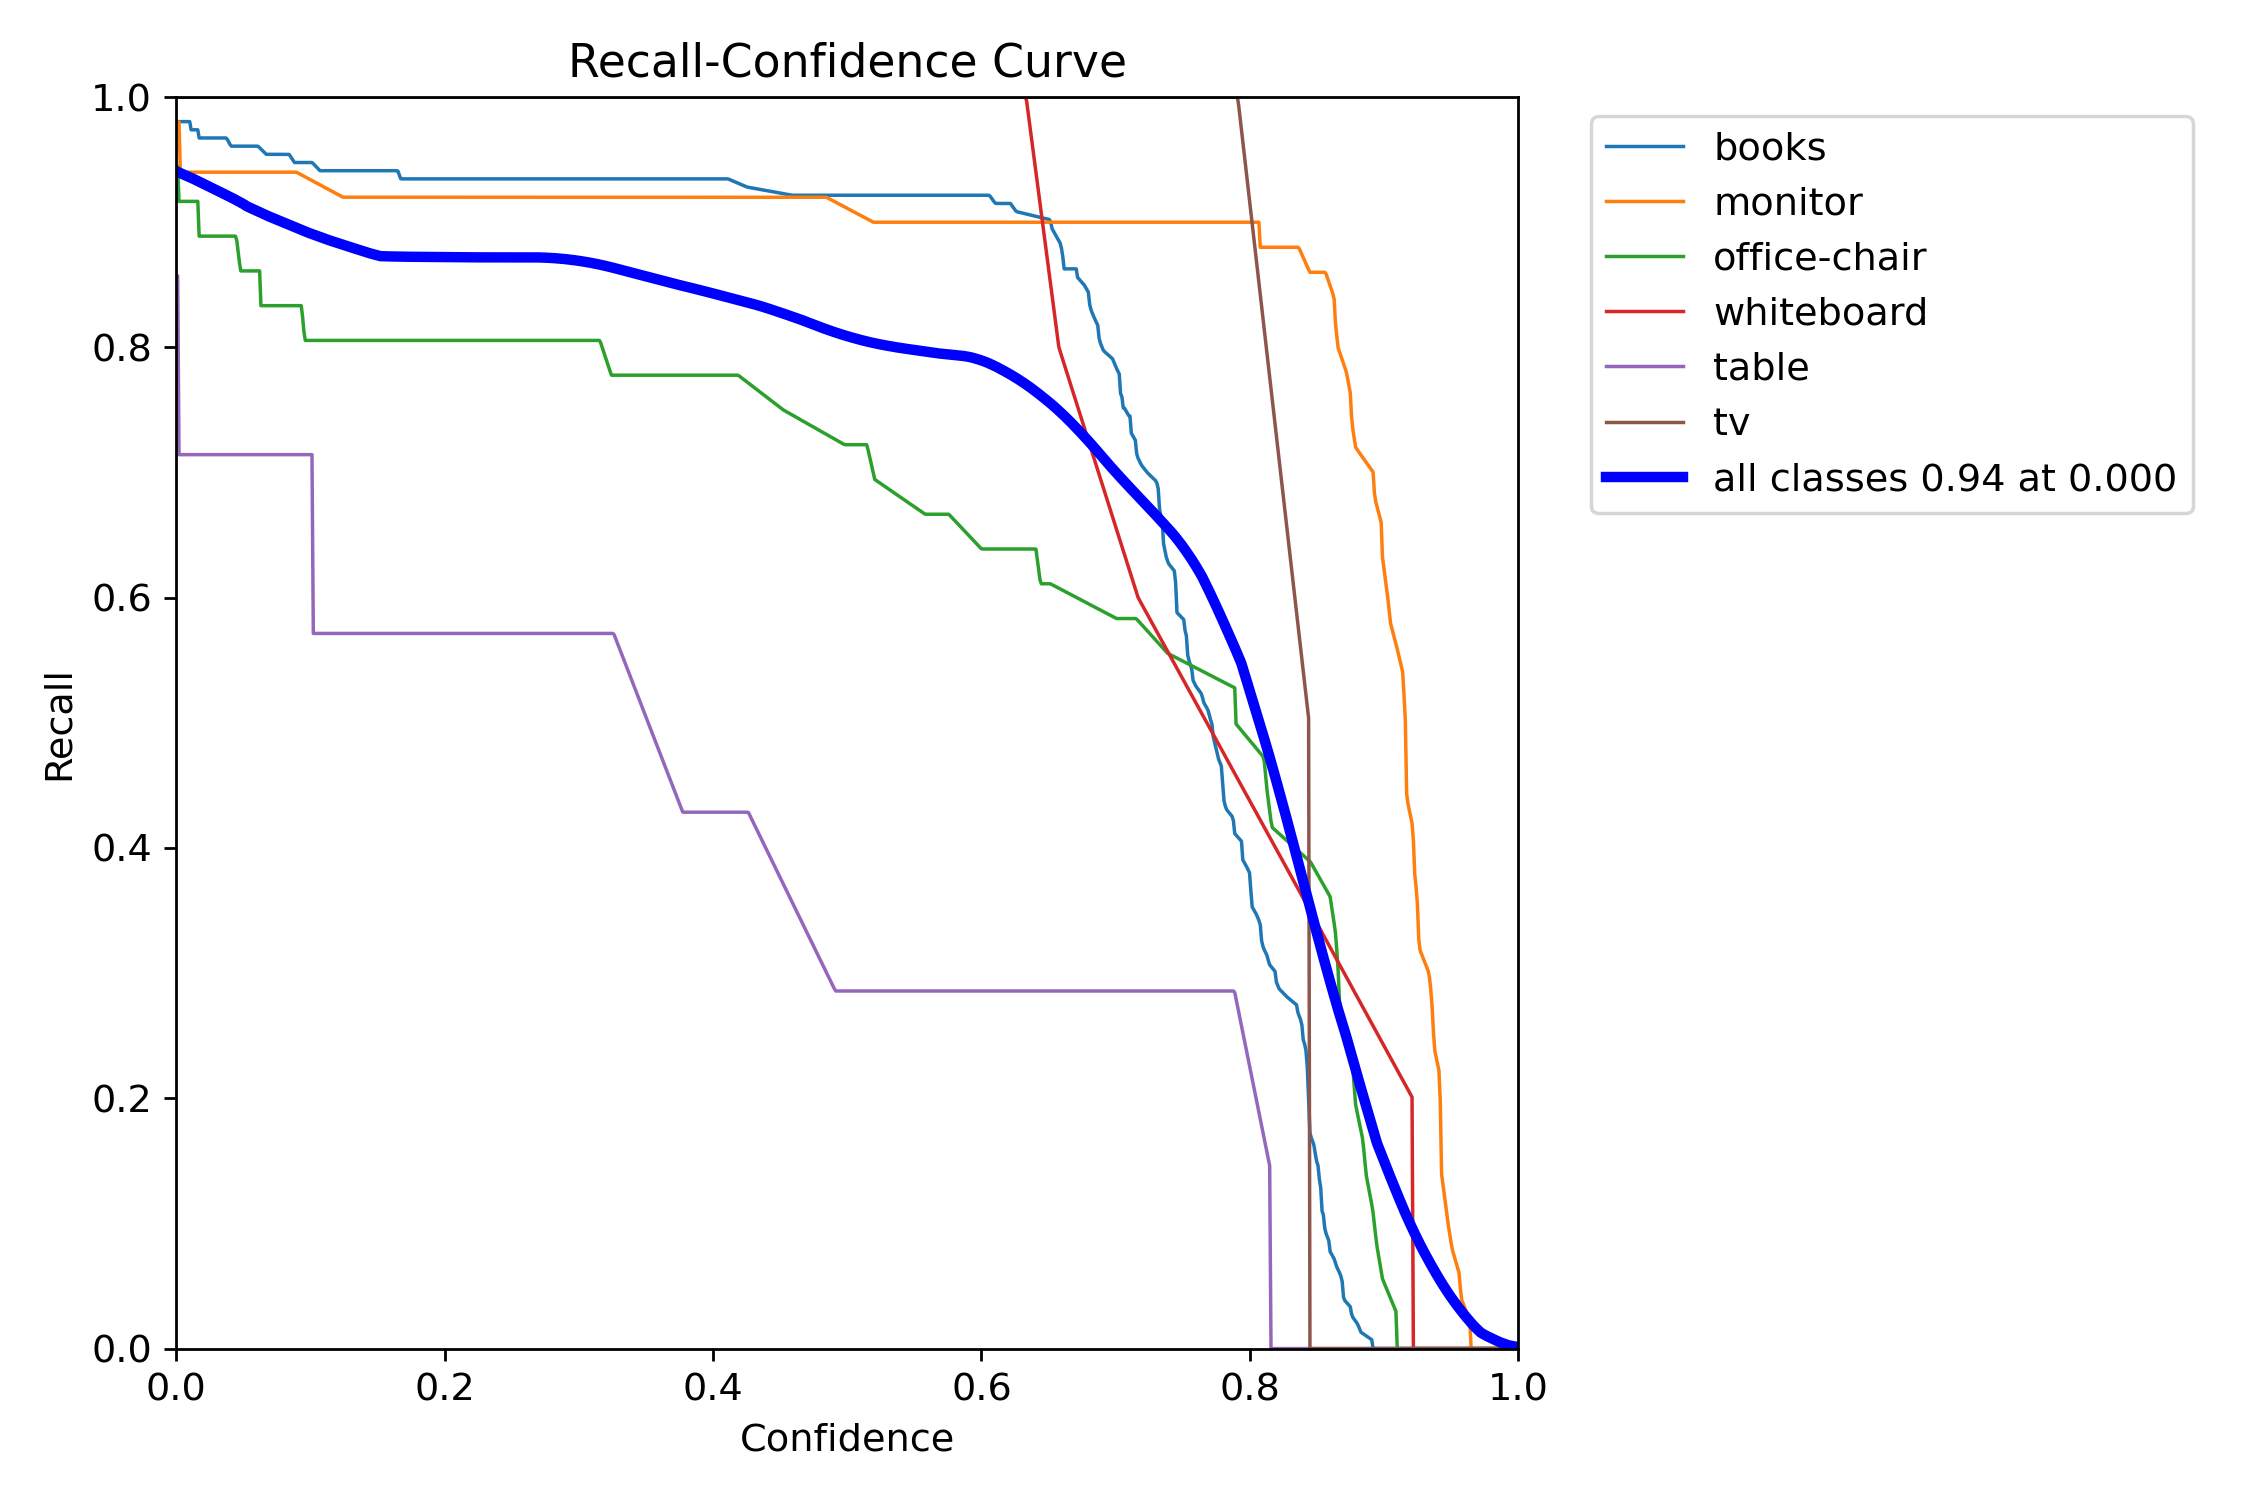 Recall-Confidence Curve
1.0
0.8
0.6
0.4
0.2
0.0
Recall
0.0 0.2 0.4 0.6 0.8 1.0
Confidence
books
monitor
office-chair
whiteboard
table
tv
all classes 0.94 at 0.000